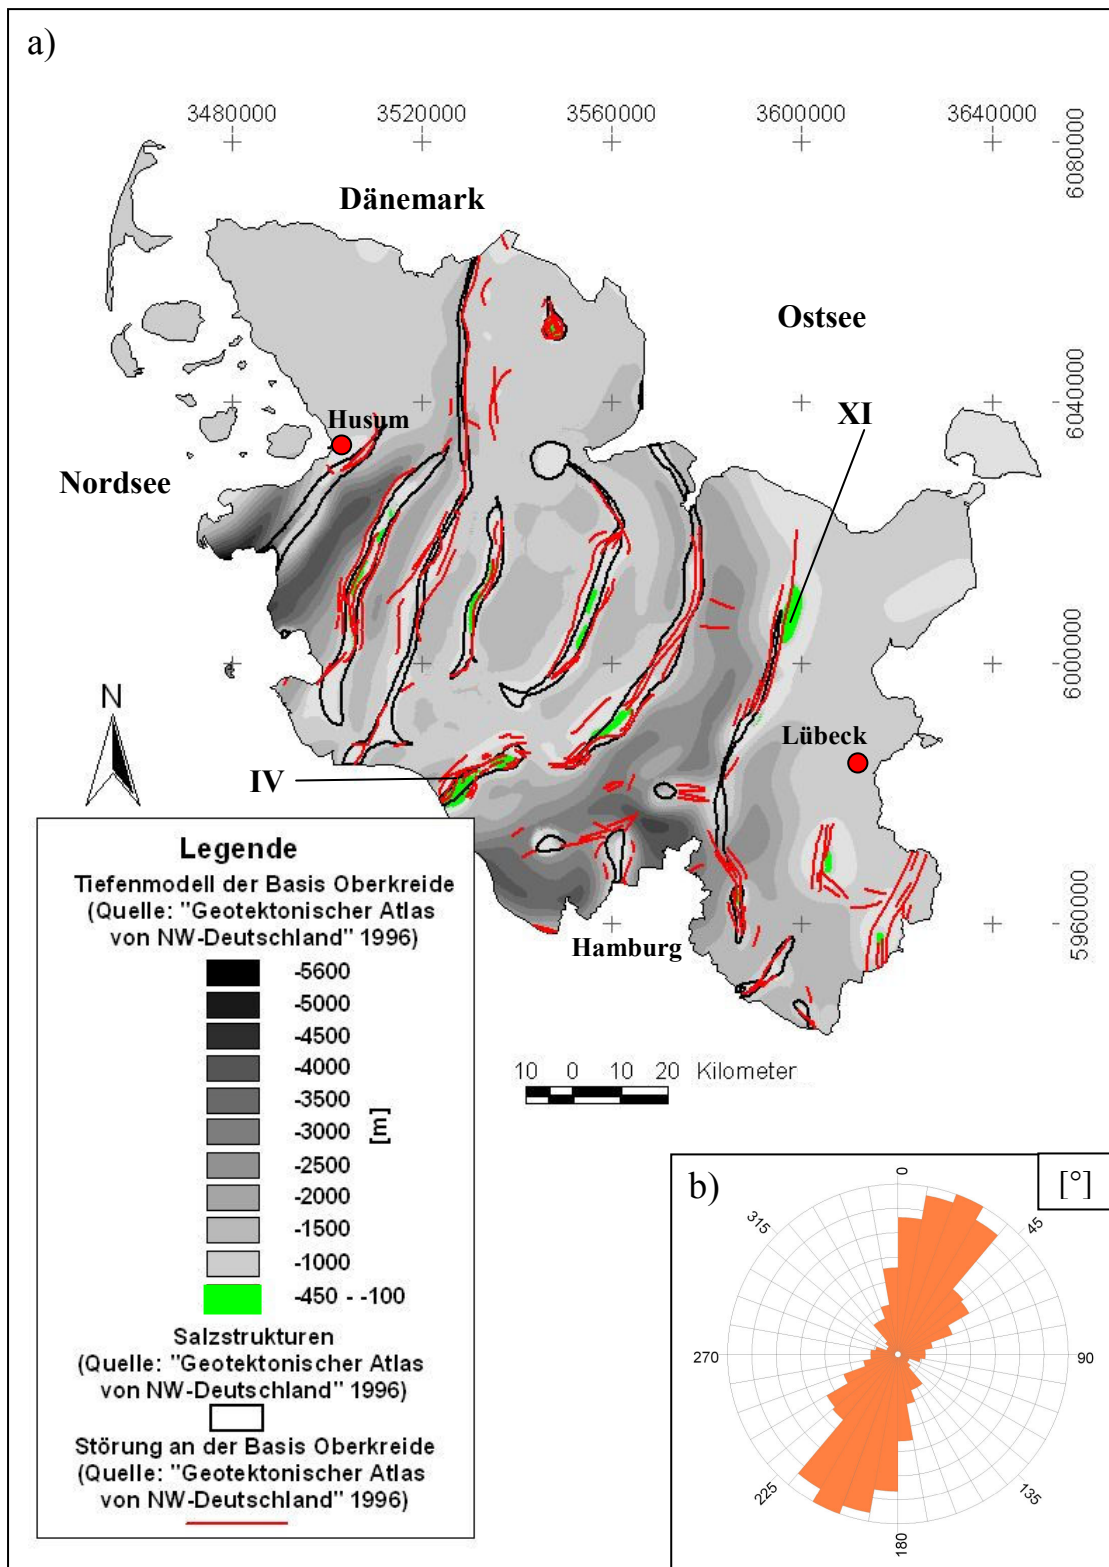 a)
3480000 3520000 3560000 3600000 3640000
6080000
Dänemark
Ostsee
6040000
XI
Husum
Nordsee
6000000
N
Lübeck
IV
5960000
Hamburg
Legende
Tiefenmodell der Basis Oberkreide
(Quelle: "Geotektonischer Atlas
von NW-Deutschland" 1996)
-5600
-5000
-4500
-4000
-3500
-3000
-2500
-2000
-1500
-1000
-450 - -100
[m]
Salzstrukturen
(Quelle: "Geotektonischer Atlas
von NW-Deutschland" 1996)
Störung an der Basis Oberkreide
(Quelle: "Geotektonischer Atlas
von NW-Deutschland" 1996)
10 0 10 20 Kilometer
b)
[°]
0
45
90
135
180
225
270
315